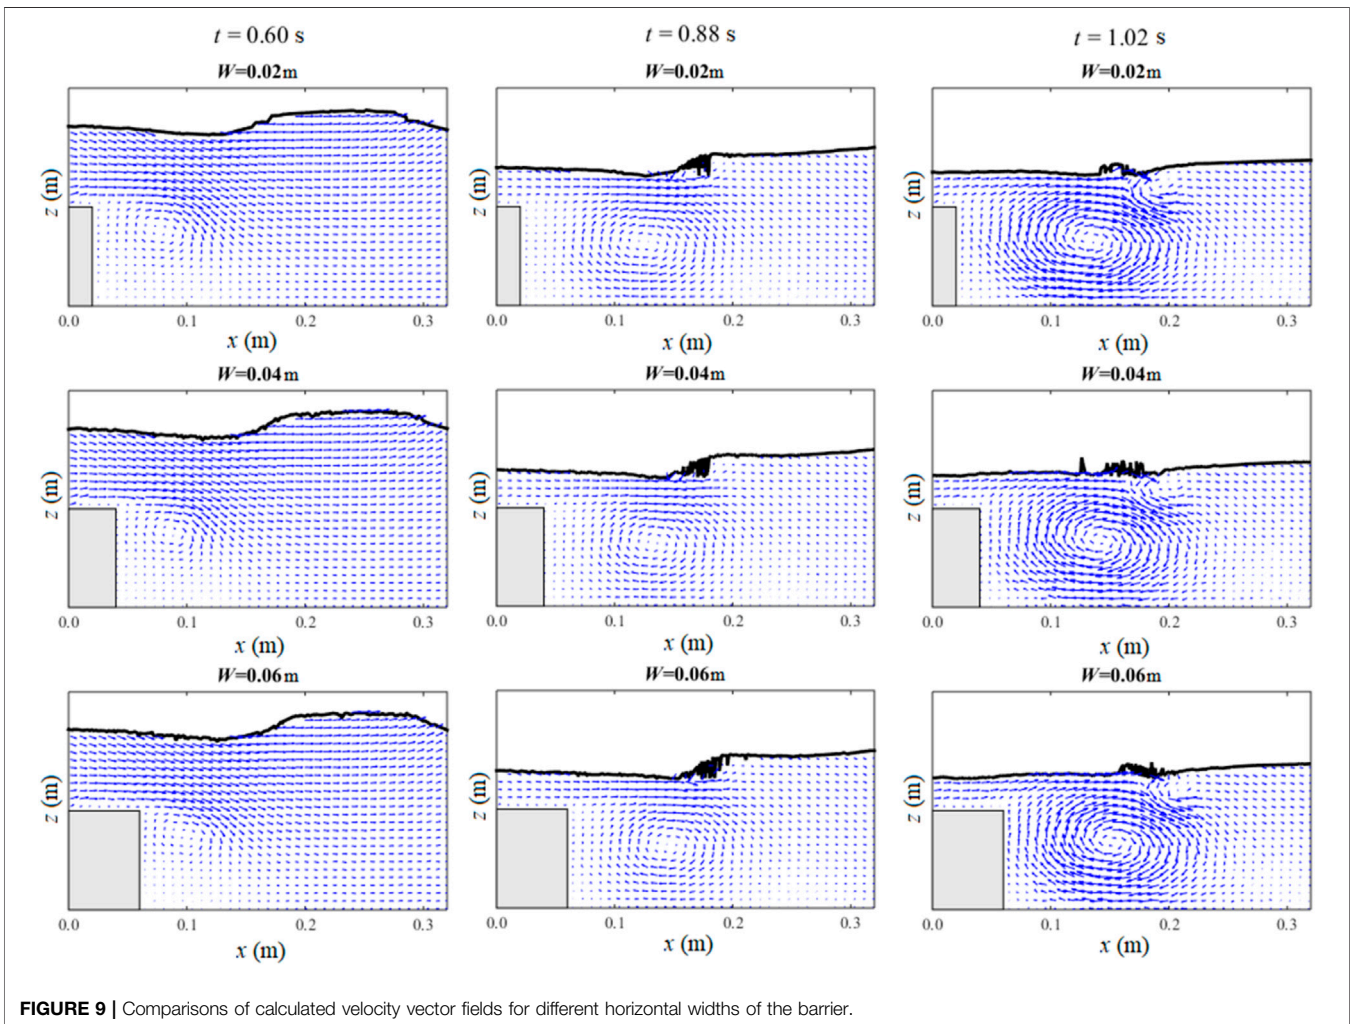 t = 0.60 s t = 0.88 s t = 1.02 s
W=0.02m W=0.02m W=0.02m
z (m) z (m) z (m)
0.0 0.1 0.2 0.3 0.0 0.1 0.2 0.3 0.0 0.1 0.2 0.3
x (m) x (m) x (m)
W=0.04m W=0.04m W=0.04m
z (m) z (m) z (m)
0.0 0.1 0.2 0.3 0.0 0.1 0.2 0.3 0.0 0.1 0.2 0.3
x (m) x (m) x (m)
W=0.06m W=0.06m W=0.06m
z (m) z (m) z (m)
0.0 0.1 0.2 0.3 0.0 0.1 0.2 0.3 0.0 0.1 0.2 0.3
x (m) x (m) x (m)
FIGURE 9 | Comparisons of calculated velocity vector fields for different horizontal widths of the barrier.